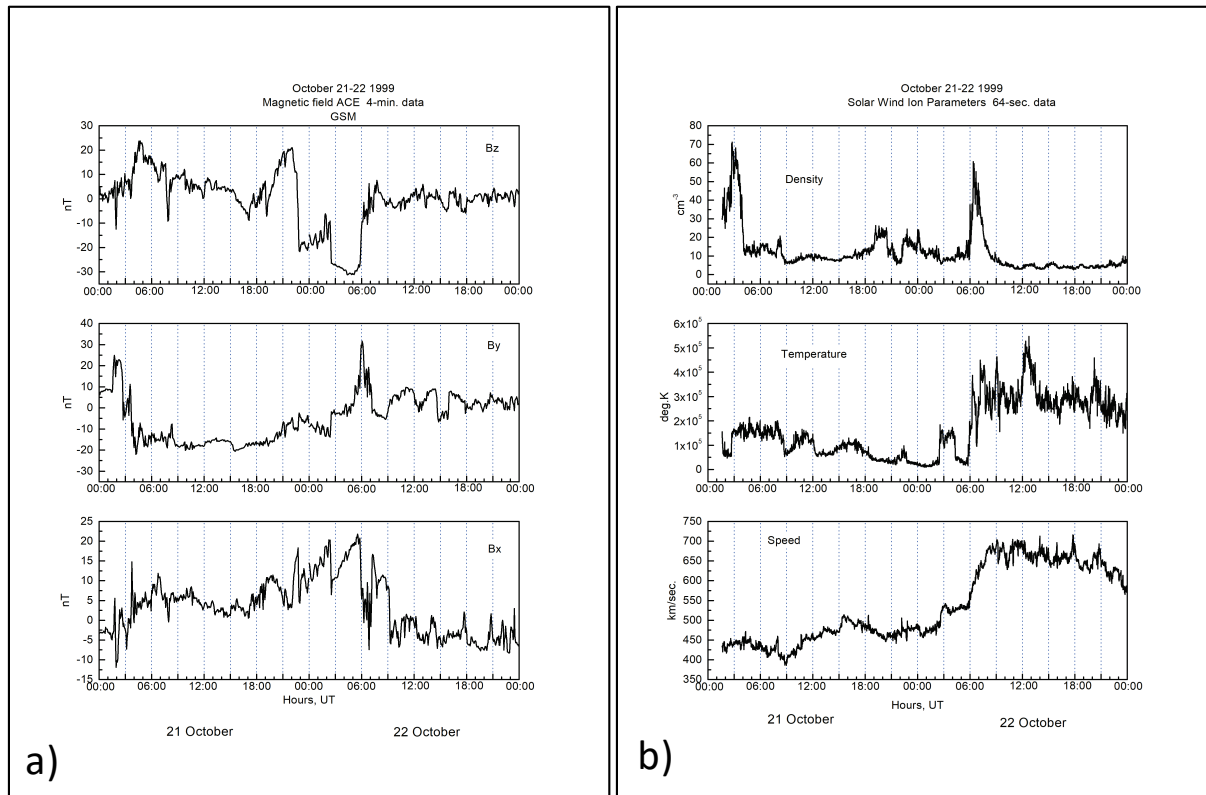 October 21-22 1999
Magnetic field ACE 4-min. data
GSM
30
20
10
0
-10
-20
-30
nT
Bz
00:00 06:00 12:00 18:00 00:00 06:00 12:00 18:00 00:00
40
30
20
10
0
-10
-20
-30
nT
By
00:00 06:00 12:00 18:00 00:00 06:00 12:00 18:00 00:00
25
20
15
10
5
0
-5
-10
-15
nT
Bx
00:00 06:00 12:00 18:00 00:00 06:00 12:00 18:00 00:00
Hours, UT
21 October 22 October
a)
October 21-22 1999
Solar Wind Ion Parameters 64-sec. data
80
70
60
50
40
30
20
10
0
cm⁻³
Density
00:00 06:00 12:00 18:00 00:00 06:00 12:00 18:00 00:00
6x10⁵
5x10⁵
4x10⁵
3x10⁵
2x10⁵
1x10⁵
0
deg.K
Temperature
00:00 06:00 12:00 18:00 00:00 06:00 12:00 18:00 00:00
750
700
650
600
550
500
450
400
350
km/sec.
Speed
00:00 06:00 12:00 18:00 00:00 06:00 12:00 18:00 00:00
Hours, UT
21 October 22 October
b)